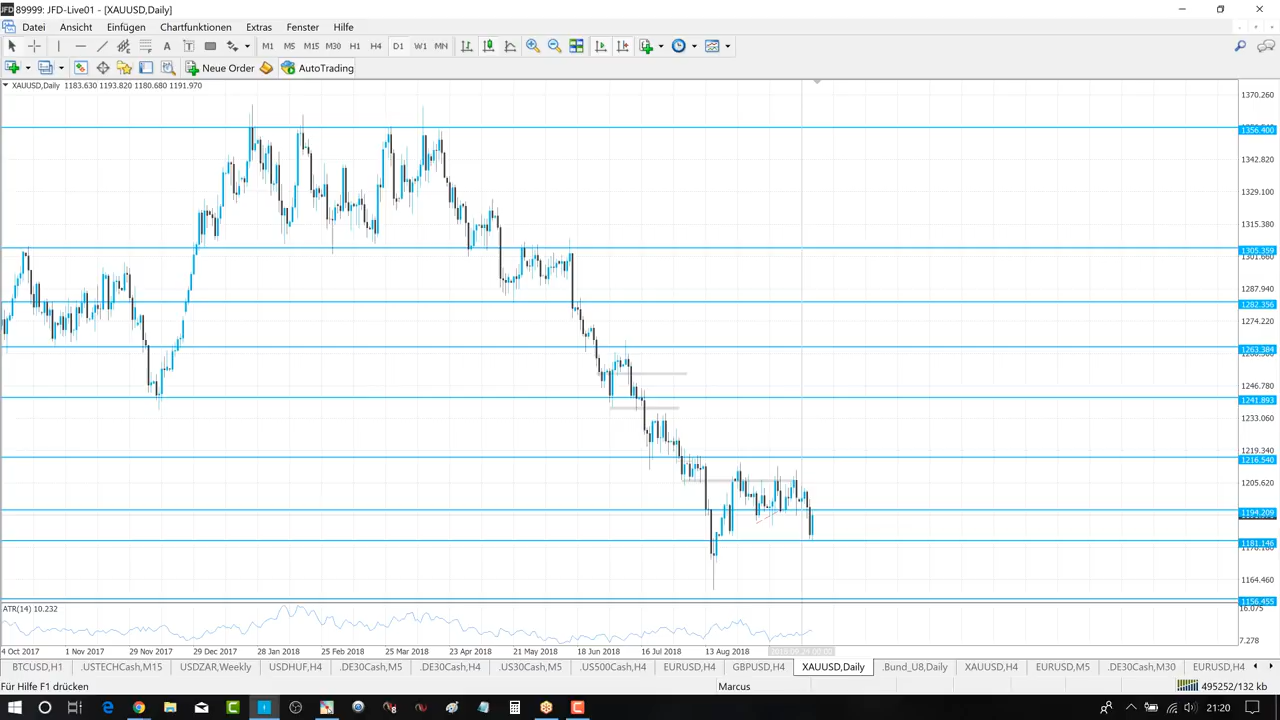 JFD 89999: JFD-Live01 - [XAUUSD,Daily]
Datei Ansicht Einfügen Chartfunktionen Extras Fenster Hilfe
A T M1 M5 M15 M30 H1 H4 D1 W1 MN
Neue Order AutoTrading
XAUUSD,Daily 1183.630 1193.820 1180.680 1191.970
1370.260
1356.400
1342.820
1329.100
1315.380
1305.359
1301.660
1287.940
1282.356
1274.220
1263.384
1246.780
1241.893
1233.060
1219.340
1216.540
1205.620
1194.209
1181.146
1178.180
1164.460
1156.455
ATR(14) 10.232
16.075
7.278
4 Oct 2017 1 Nov 2017 29 Nov 2017 29 Dec 2017 28 Jan 2018 25 Feb 2018 25 Mar 2018 23 Apr 2018 21 May 2018 18 Jun 2018 16 Jul 2018 13 Aug 2018
BTCUSD,H1 .USTECHCash,M15 USDZAR,Weekly USDHUF,H4 .DE30Cash,M5 .DE30Cash,H4 .US30Cash,M5 .US500Cash,H4 EURUSD,H4 GBPUSD,H4 XAUUSD,Daily .Bund_U8,Daily XAUUSD,H4 EURUSD,M5 .DE30Cash,M30 EURUSD,H4
Für Hilfe F1 drücken Marcus 495252/132 kb
21:20